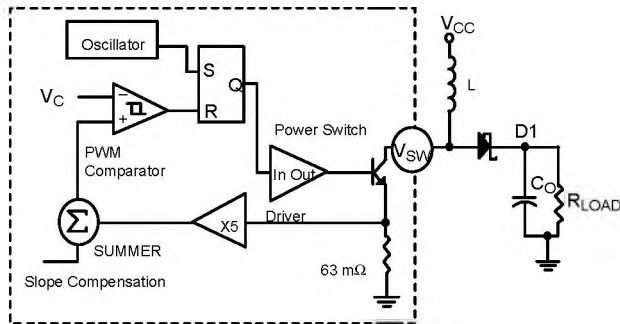 Oscillator
V_CC
S
Q
R
L
V_C
−
+
PWM
Comparator
Power Switch
V_SW
D1
In Out
C_O
R_LOAD
Σ
X5
Driver
SUMMER
63 mΩ
Slope Compensation